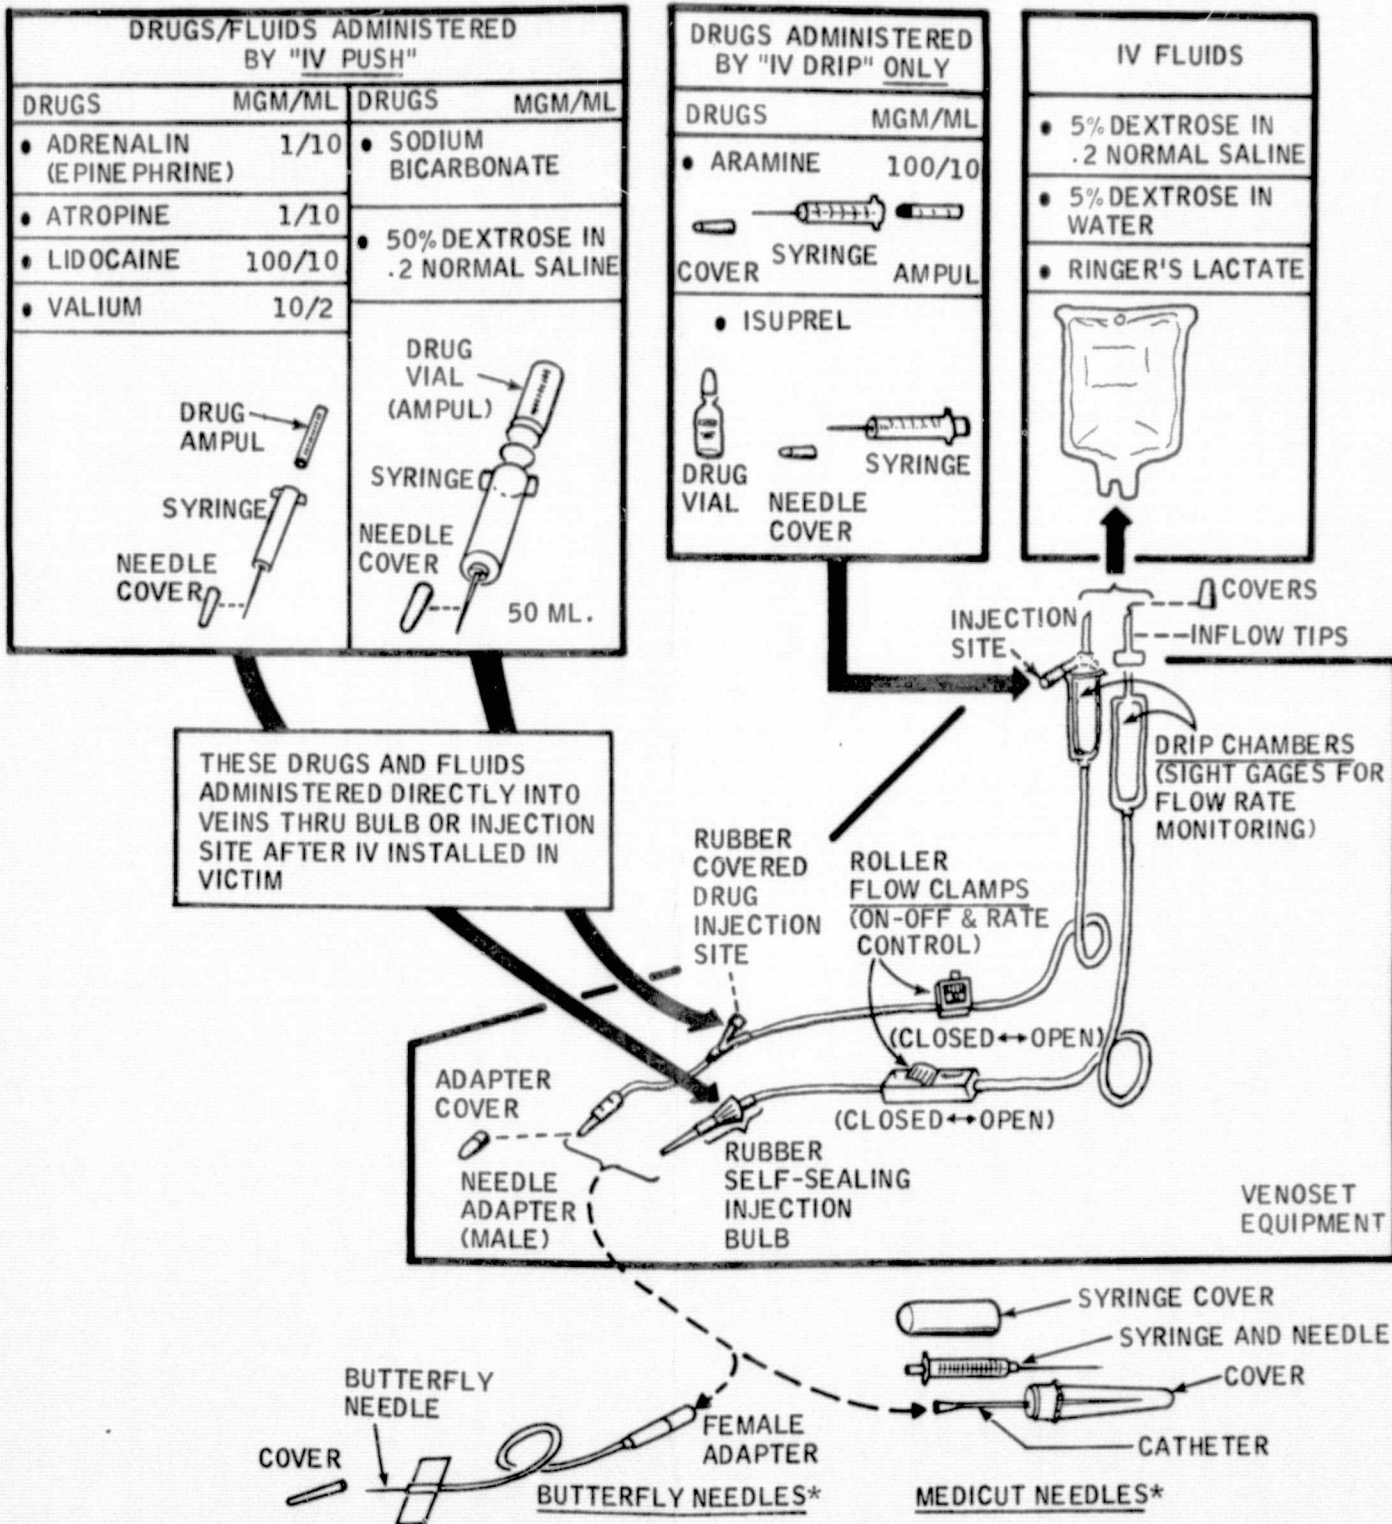 DRUGS/FLUIDS ADMINISTERED
BY "IV PUSH"
DRUGS MGM/ML
• ADRENALIN 1/10
(EPINEPHRINE)
• ATROPINE 1/10
• LIDOCAINE 100/10
• VALIUM 10/2
DRUG
AMPUL
SYRINGE
NEEDLE
COVER
DRUGS MGM/ML
• SODIUM
BICARBONATE
• 50% DEXTROSE IN
.2 NORMAL SALINE
DRUG
VIAL
(AMPUL)
SYRINGE
NEEDLE
COVER
50 ML.
DRUGS ADMINISTERED
BY "IV DRIP" ONLY
DRUGS MGM/ML
• ARAMINE 100/10
COVER
SYRINGE
AMPUL
• ISUPREL
DRUG
VIAL
NEEDLE
COVER
SYRINGE
IV FLUIDS
• 5% DEXTROSE IN
.2 NORMAL SALINE
• 5% DEXTROSE IN
WATER
• RINGER'S LACTATE
COVERS
INFLOW TIPS
INJECTION
SITE
DRIP CHAMBERS
(SIGHT GAGES FOR
FLOW RATE
MONITORING)
THESE DRUGS AND FLUIDS
ADMINISTERED DIRECTLY INTO
VEINS THRU BULB OR INJECTION
SITE AFTER IV INSTALLED IN
VICTIM
RUBBER
COVERED
DRUG
INJECTION
SITE
ROLLER
FLOW CLAMPS
(ON-OFF & RATE
CONTROL)
(CLOSED↔OPEN)
(CLOSED↔OPEN)
ADAPTER
COVER
NEEDLE
ADAPTER
(MALE)
RUBBER
SELF-SEALING
INJECTION
BULB
VENOSET
EQUIPMENT
SYRINGE COVER
SYRINGE AND NEEDLE
COVER
CATHETER
MEDICUT NEEDLES*
BUTTERFLY
NEEDLE
COVER
FEMALE
ADAPTER
BUTTERFLY NEEDLES*